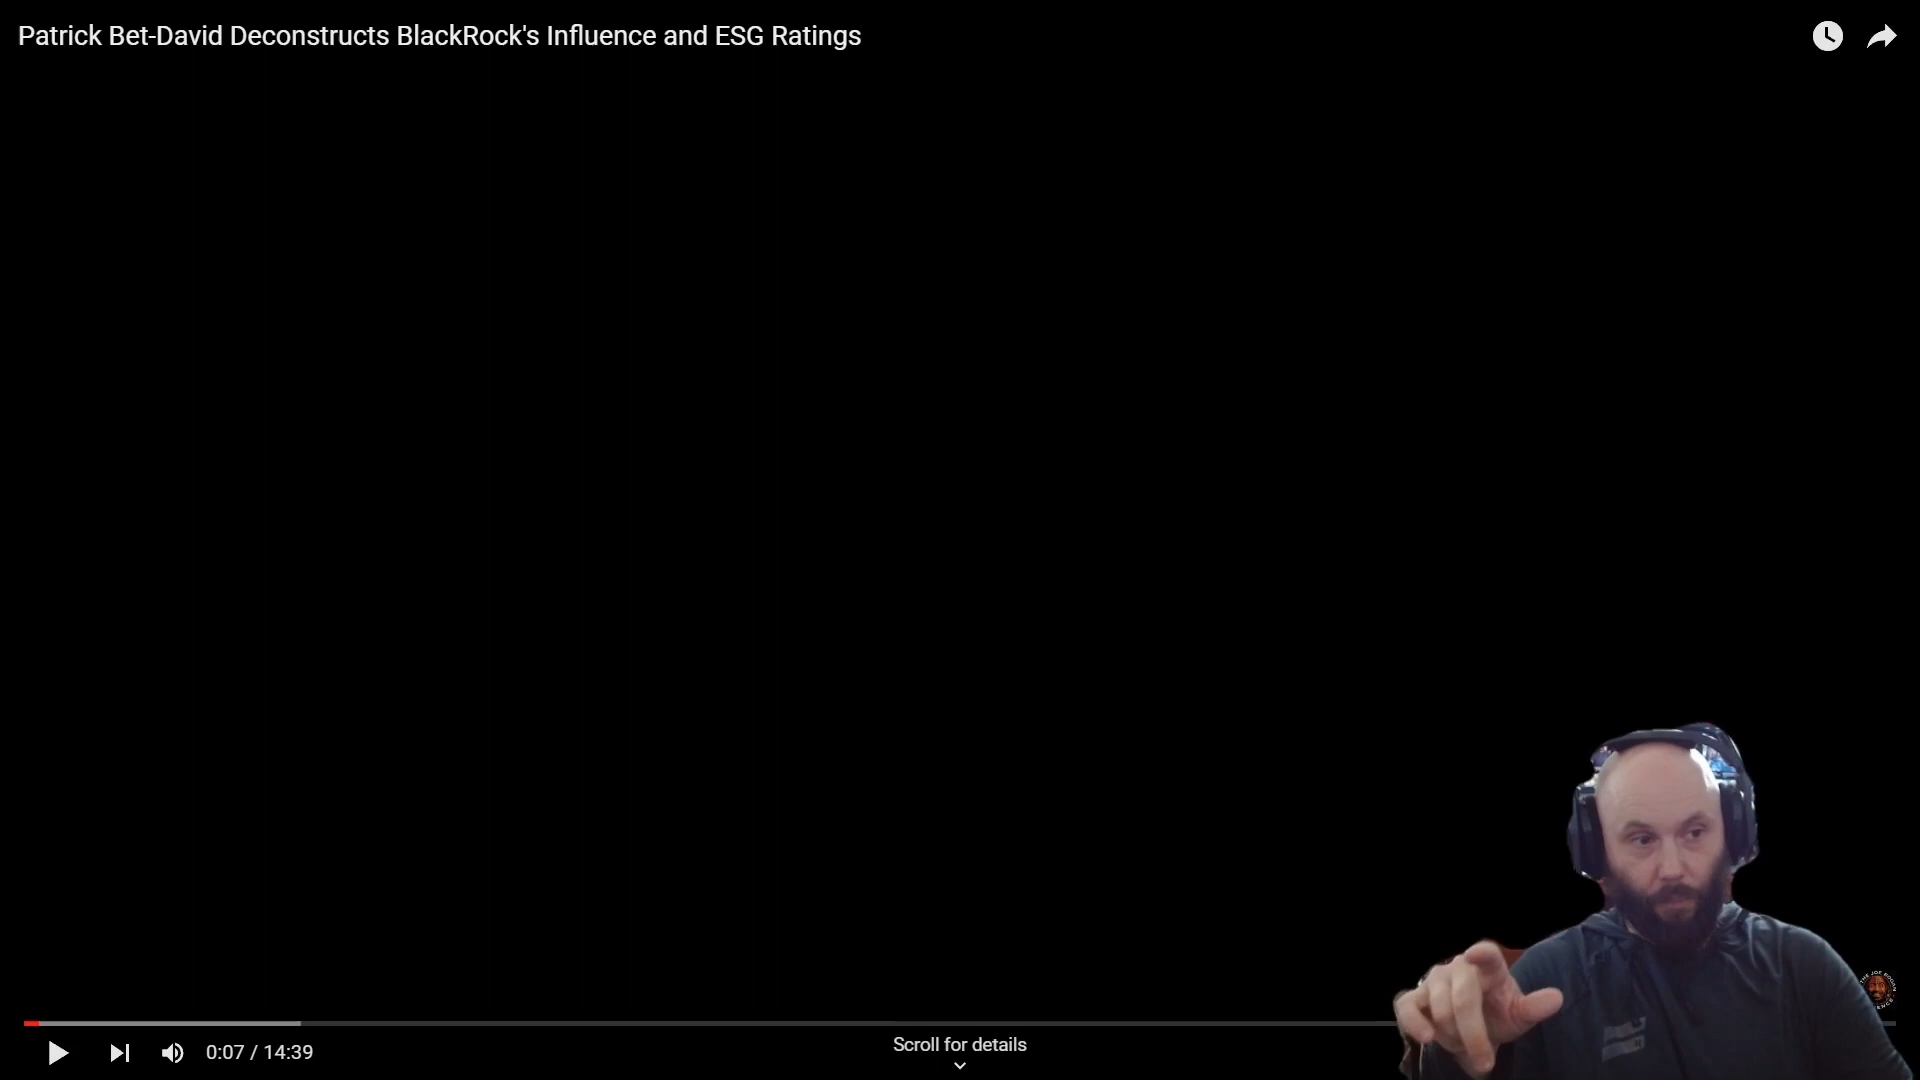 Patrick Bet-David Deconstructs BlackRock's Influence and ESG Ratings
0:07 / 14:39
Scroll for details